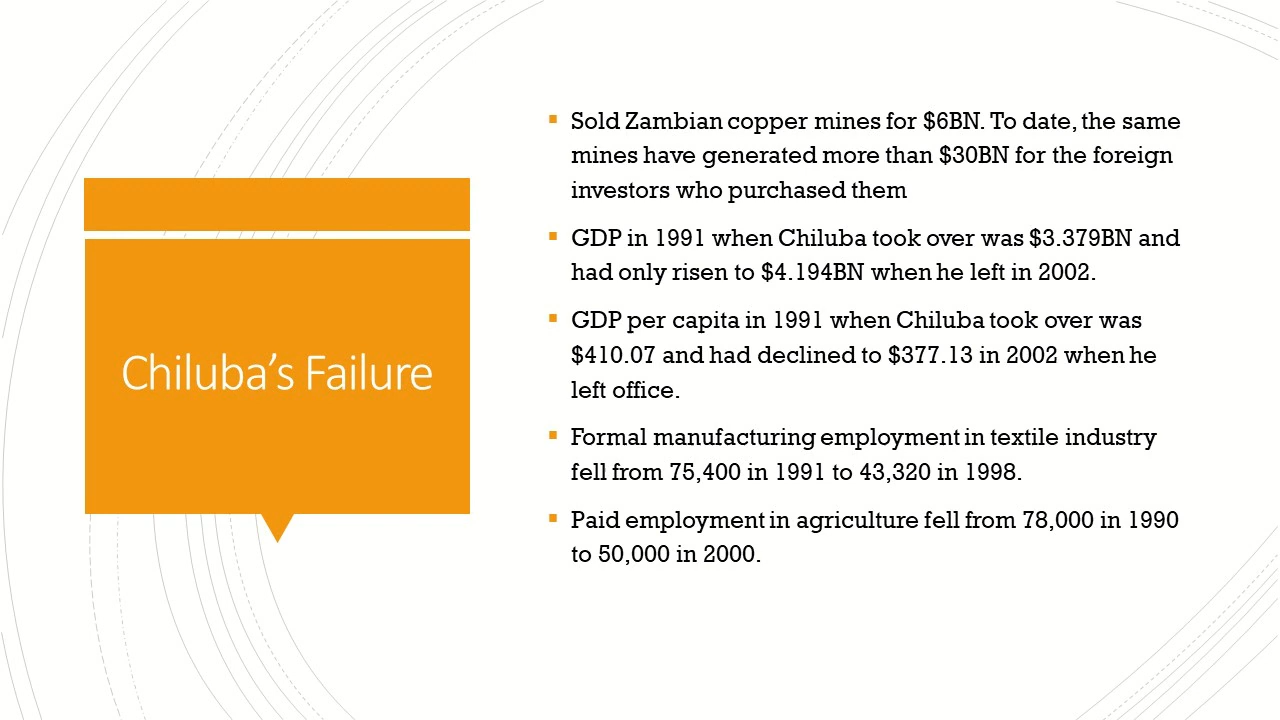 Chiluba’s Failure
Sold Zambian copper mines for $6BN. To date, the same
mines have generated more than $30BN for the foreign
investors who purchased them
GDP in 1991 when Chiluba took over was $3.379BN and
had only risen to $4.194BN when he left in 2002.
GDP per capita in 1991 when Chiluba took over was
$410.07 and had declined to $377.13 in 2002 when he
left office.
Formal manufacturing employment in textile industry
fell from 75,400 in 1991 to 43,320 in 1998.
Paid employment in agriculture fell from 78,000 in 1990
to 50,000 in 2000.